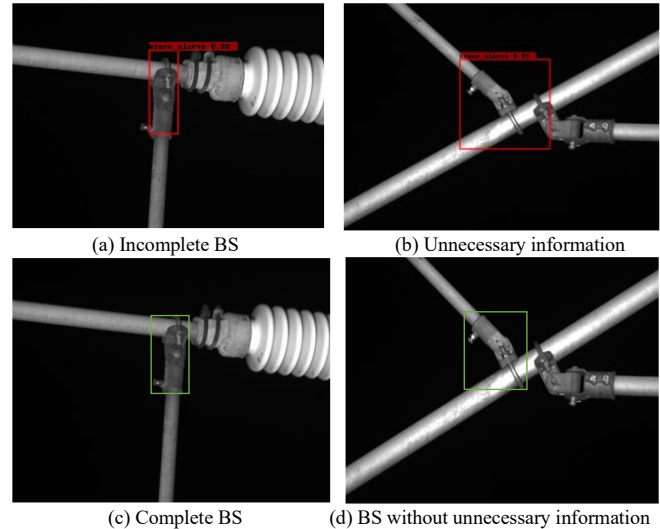 (a) Incomplete BS
(b) Unnecessary information
(c) Complete BS
(d) BS without unnecessary information